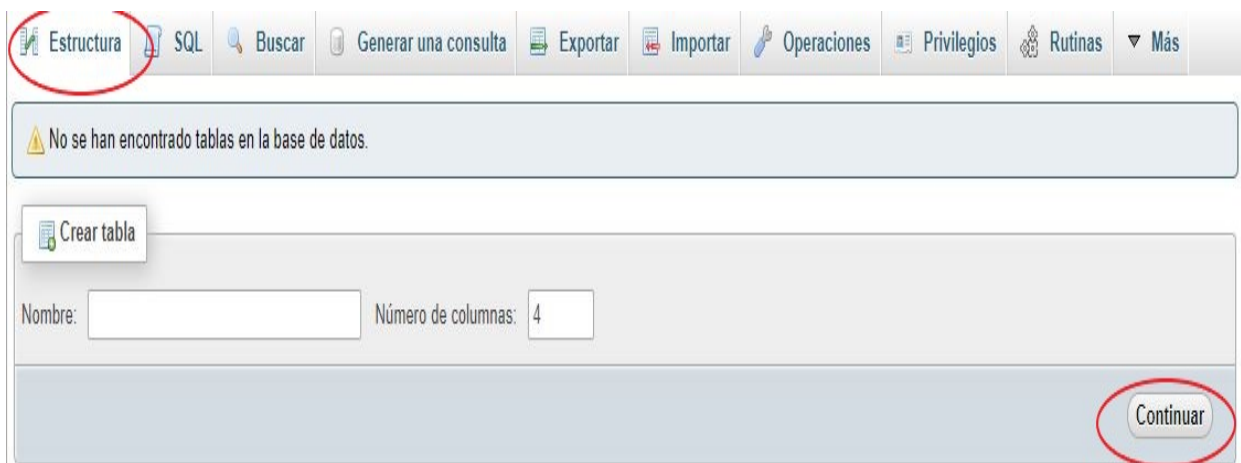 Estructura SQL Buscar Generar una consulta Exportar Importar Operaciones Privilegios Rutinas Más
No se han encontrado tablas en la base de datos.
Crear tabla
Nombre: Número de columnas: 4
Continuar